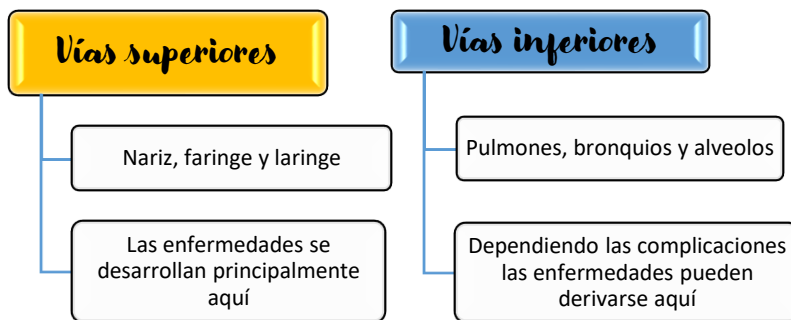 Vías superiores
Nariz, faringe y laringe
Las enfermedades se
desarrollan principalmente
aquí
Vías inferiores
Pulmones, bronquios y alveolos
Dependiendo las complicaciones
las enfermedades pueden
derivarse aquí